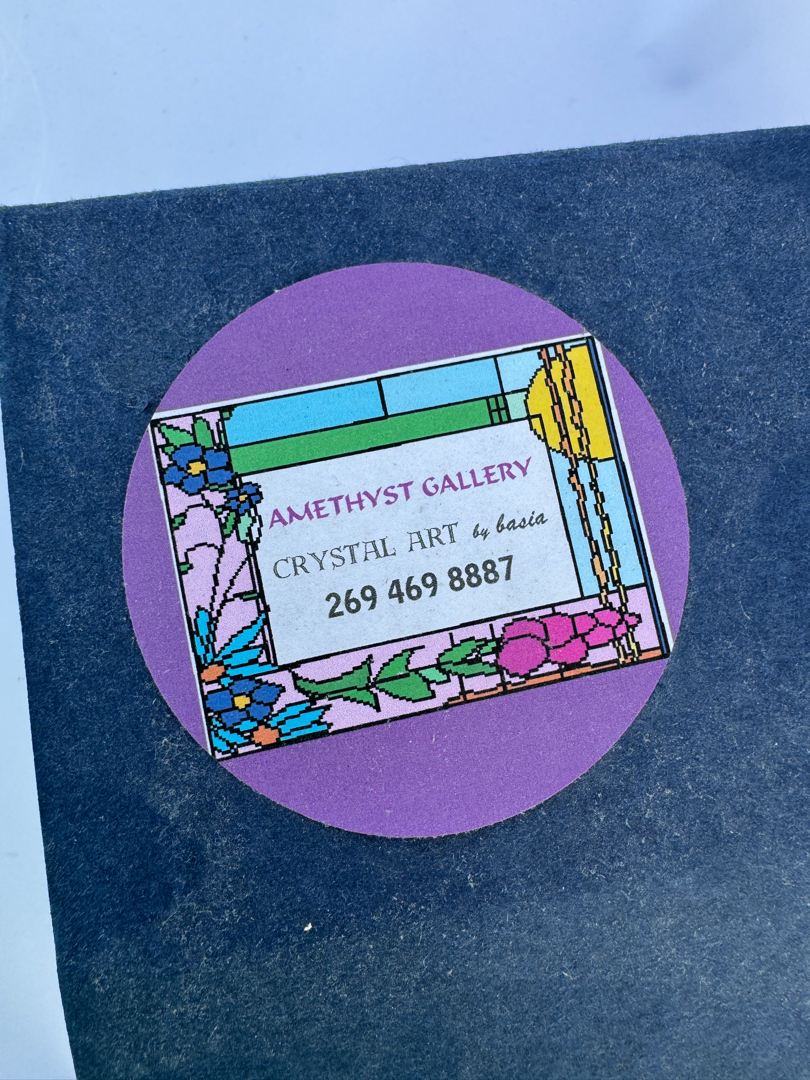 AMETHYST GALLERY
CRYSTAL ART by basia
269 469 8887